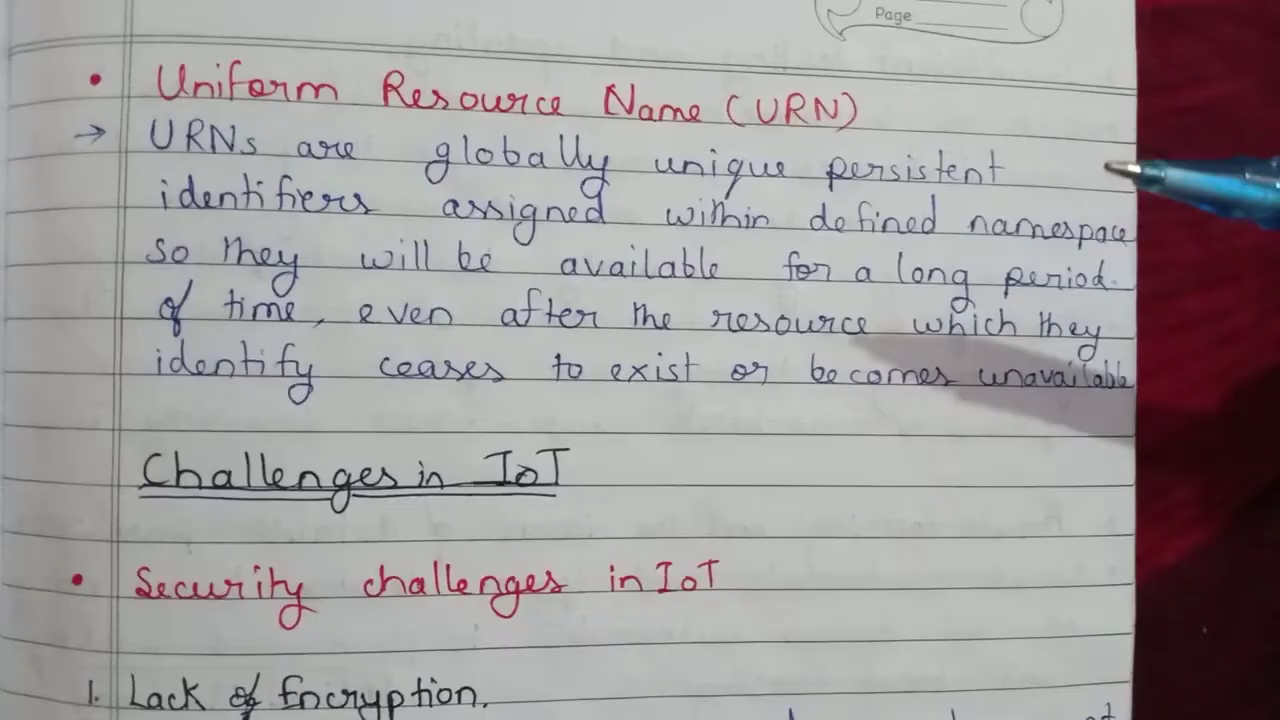 Page
• Uniform Resource Name (URN)
→ URNs are globally unique persistent
identifiers assigned within defined namespace
so they will be available for a long period.
of time, even after the resource which they
identify ceases to exist or becomes unavailable
Challenges in IoT
• Security challenges in IoT
1. Lack of Encryption.